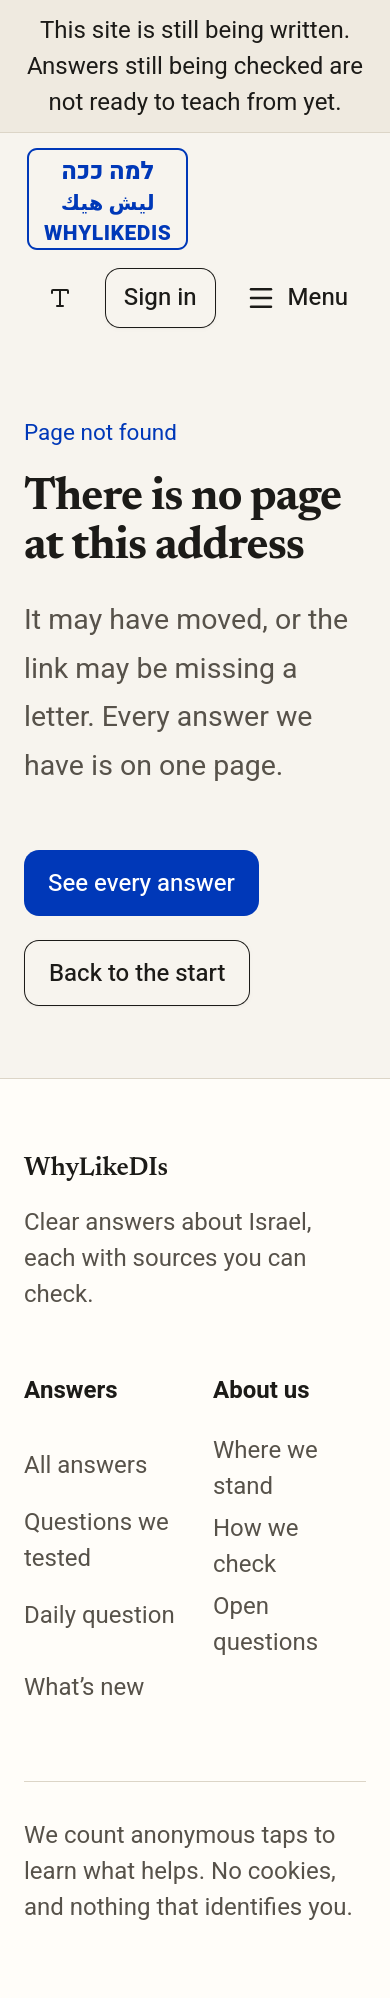 This site is still being written.
Answers still being checked are
not ready to teach from yet.
למה ככה
ليش هيك
WHYLIKEDIS
Sign in
Menu
Page not found
There is no page
at this address
It may have moved, or the
link may be missing a
letter. Every answer we
have is on one page.
See every answer
Back to the start
WhyLikeDIs
Clear answers about Israel,
each with sources you can
check.
Answers
All answers
Questions we
tested
Daily question
What’s new
About us
Where we
stand
How we
check
Open
questions
We count anonymous taps to
learn what helps. No cookies,
and nothing that identifies you.